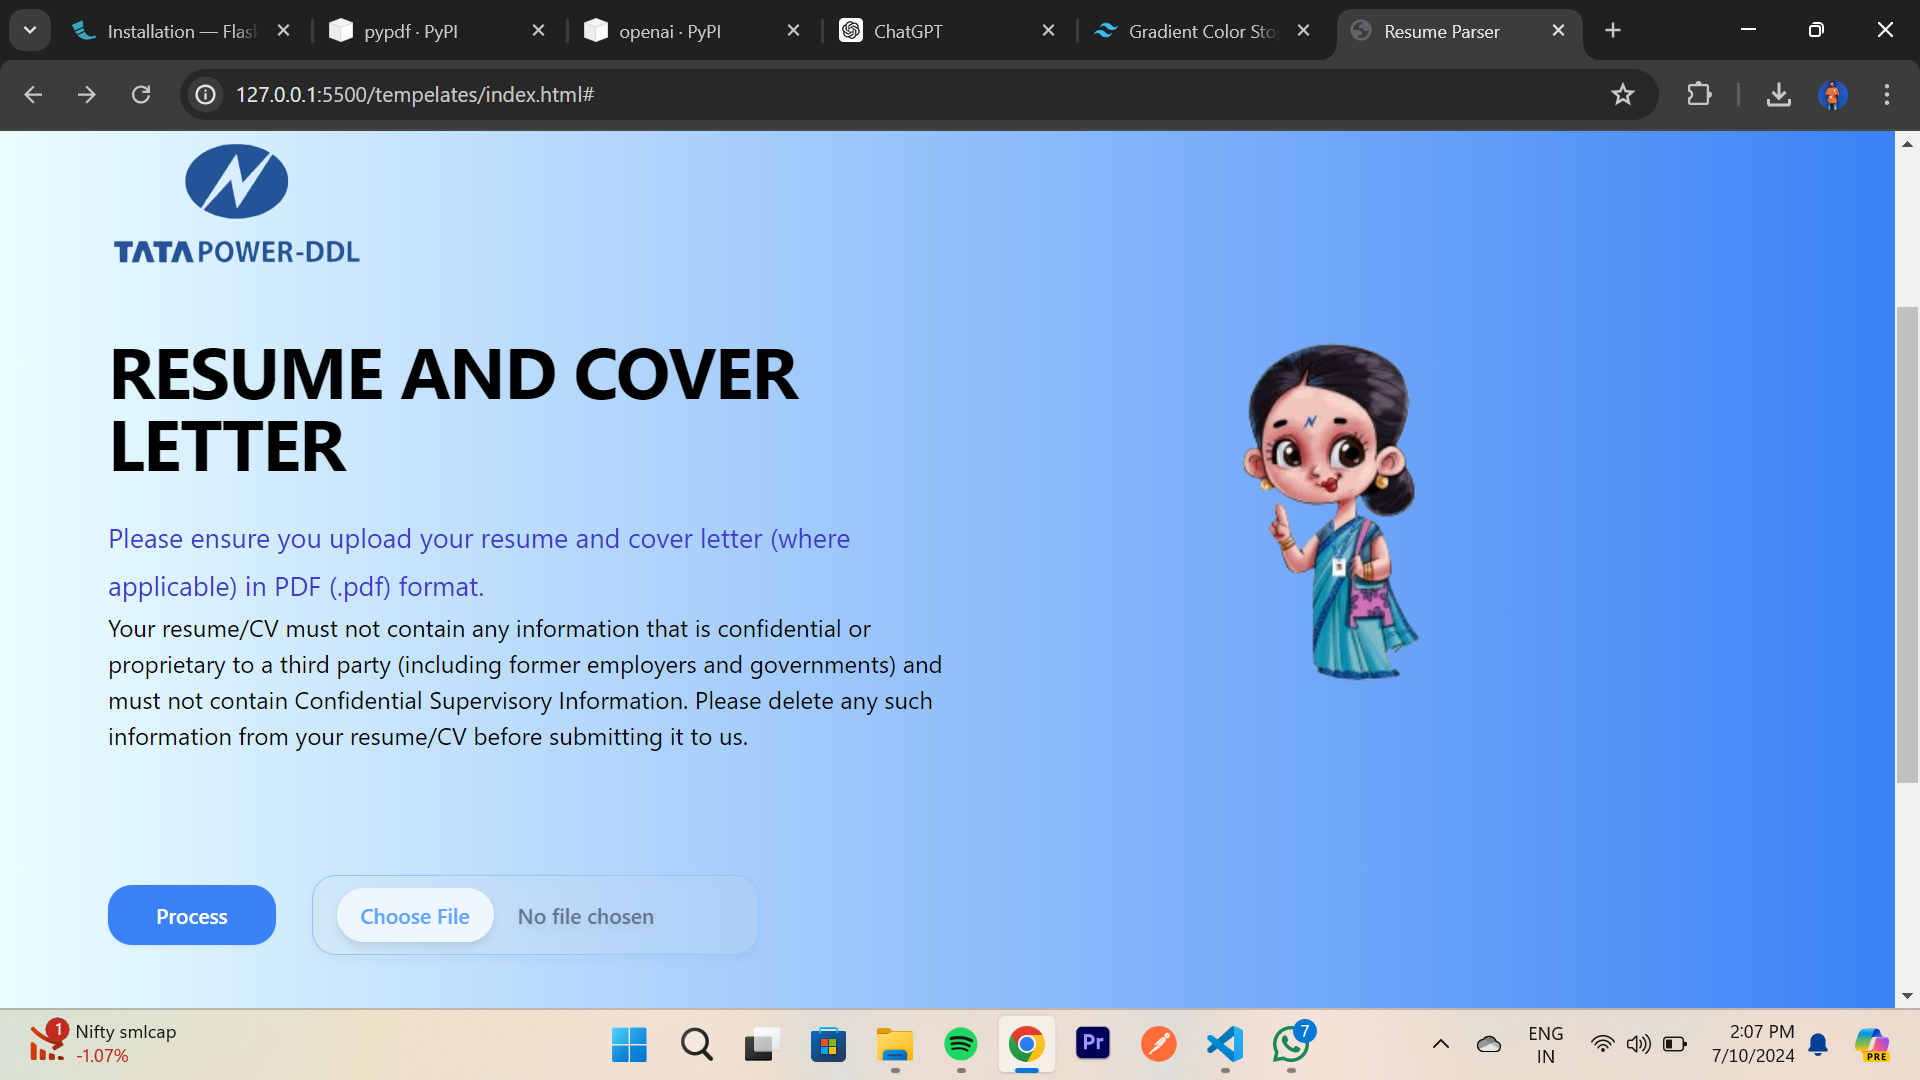 Installation — Flas
pypdf · PyPI
openai · PyPI
ChatGPT
Gradient Color Sto
Resume Parser
127.0.0.1:5500/tempelates/index.html#
TATA POWER-DDL
RESUME AND COVER
LETTER
Please ensure you upload your resume and cover letter (where
applicable) in PDF (.pdf) format.
Your resume/CV must not contain any information that is confidential or
proprietary to a third party (including former employers and governments) and
must not contain Confidential Supervisory Information. Please delete any such
information from your resume/CV before submitting it to us.
Process
Choose File
No file chosen
1
Nifty smlcap
-1.07%
Pr
7
ENG
IN
2:07 PM
7/10/2024
PRE